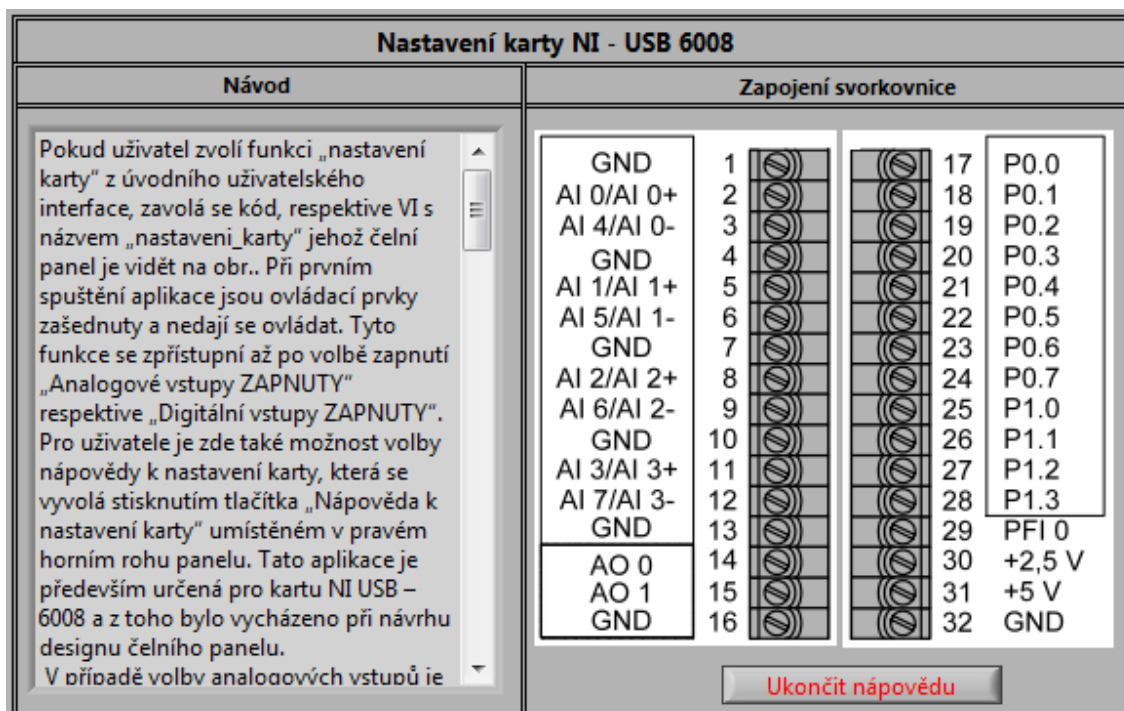 Nastavení karty NI - USB 6008
Návod
Pokud uživatel zvolí funkci „nastavení
karty" z úvodního uživatelského
interface, zavolá se kód, respektive VI s
názvem „nastaveni_karty" jehož čelní
panel je vidět na obr.. Při prvním
spuštění aplikace jsou ovládací prvky
zašednuty a nedají se ovládat. Tyto
funkce se zpřístupní až po volbě zapnutí
„Analogové vstupy ZAPNUTY"
respektive „Digitální vstupy ZAPNUTY".
Pro uživatele je zde také možnost volby
nápovědy k nastavení karty, která se
vyvolá stisknutím tlačítka „Nápověda k
nastavení karty" umístěném v pravém
horním rohu panelu. Tato aplikace je
především určená pro kartu NI USB –
6008 a z toho bylo vycházeno při návrhu
designu čelního panelu.
V případě volby analogových vstupů je
Zapojení svorkovnice
GND 1 17 P0.0
AI 0/AI 0+ 2 18 P0.1
AI 4/AI 0- 3 19 P0.2
GND 4 20 P0.3
AI 1/AI 1+ 5 21 P0.4
AI 5/AI 1- 6 22 P0.5
GND 7 23 P0.6
AI 2/AI 2+ 8 24 P0.7
AI 6/AI 2- 9 25 P1.0
GND 10 26 P1.1
AI 3/AI 3+ 11 27 P1.2
AI 7/AI 3- 12 28 P1.3
GND 13 29 PFI 0
AO 0 14 30 +2,5 V
AO 1 15 31 +5 V
GND 16 32 GND
Ukončit nápovědu